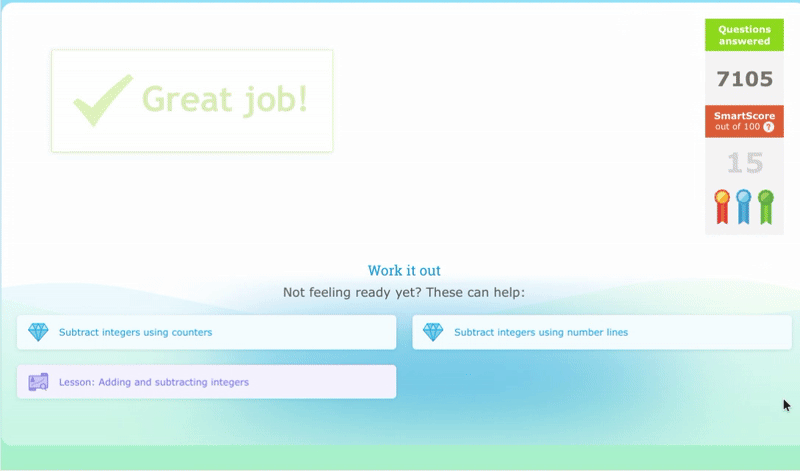 Questions
answered
7105
SmartScore
out of 100 ?
15
Great job!
Work it out
Not feeling ready yet? These can help:
Subtract integers using counters
Subtract integers using number lines
Lesson: Adding and subtracting integers